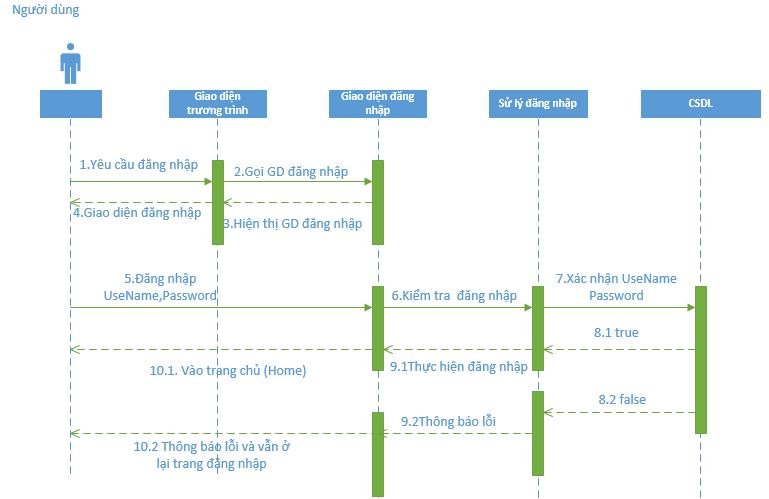 Người dùng
Giao diện
trương trình
Giao diện đăng
nhập
Sử lý đăng nhập
CSDL
1.Yêu cầu đăng nhập
2.Gọi GD đăng nhập
4.Giao diện đăng nhập
3.Hiện thị GD đăng nhập
5.Đăng nhập
UseName,Password
6.Kiểm tra đăng nhập
7.Xác nhận UseName
Password
8.1 true
9.1Thực hiện đăng nhập
10.1. Vào trang chủ (Home)
8.2 false
9.2Thông báo lỗi
10.2 Thông báo lỗi và vẫn ở
lại trang đăng nhập